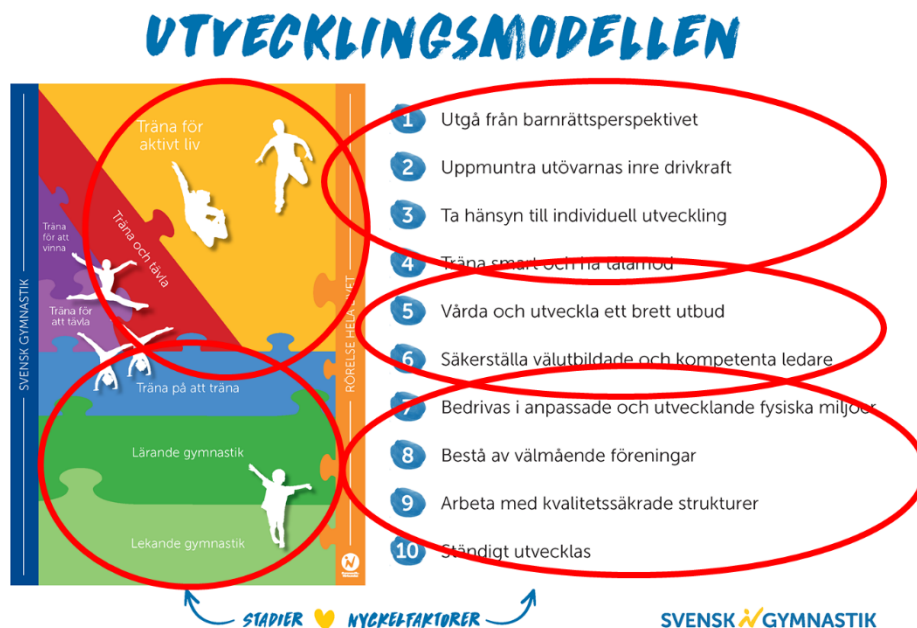 UTVECKLINGSMODELLEN
SVENSK GYMNASTIK
Träna för
aktivt liv
Träna och tävla
Träna
för att
vinna
Träna för
att tävla
Träna på att träna
Lärande gymnastik
Lekande gymnastik
RÖRELSE HELA LIVET
1 Utgå från barnrättsperspektivet
2 Uppmuntra utövarnas inre drivkraft
3 Ta hänsyn till individuell utveckling
4 Träna smart och ha tålamod
5 Vårda och utveckla ett brett utbud
6 Säkerställa välutbildade och kompetenta ledare
7 Bedrivas i anpassade och utvecklande fysiska miljöer
8 Bestå av välmående föreningar
9 Arbeta med kvalitetssäkrade strukturer
10 Ständigt utvecklas
STADIER NYCKELFAKTORER
SVENSK GYMNASTIK